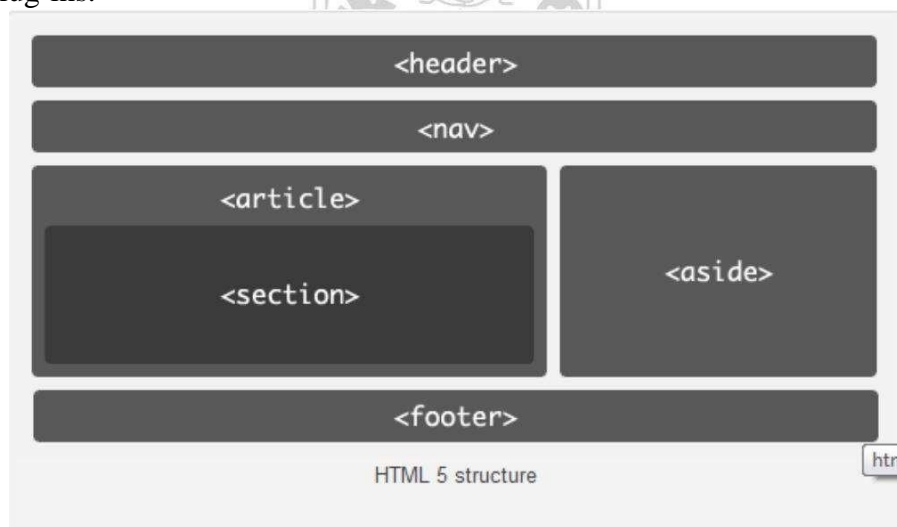 <header>
<nav>
<article>
<section>
<aside>
<footer>
HTML 5 structure